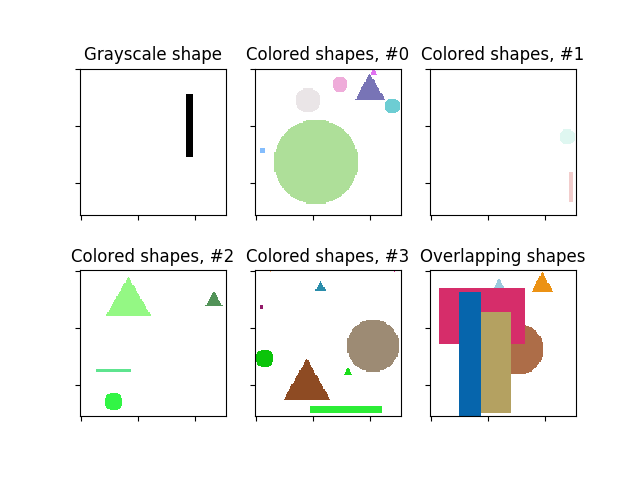 Grayscale shape
Colored shapes, #0
Colored shapes, #1
Colored shapes, #2
Colored shapes, #3
Overlapping shapes